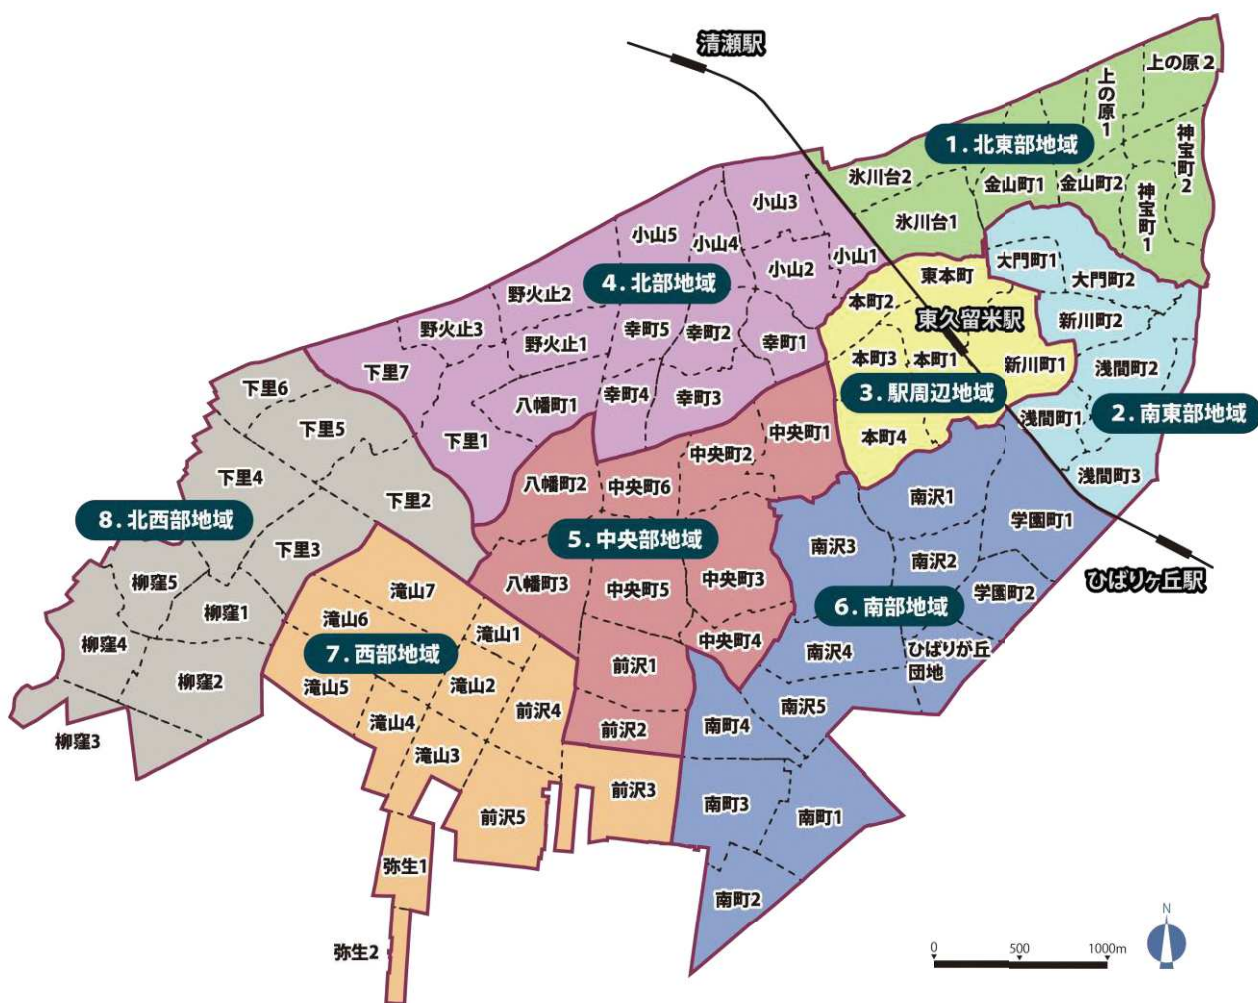 清瀬駅
上の原2
上の原1
神宝町2
1.北東部地域
氷川台2
金山町1
金山町2
神宝町1
氷川台1
小山3
小山5
小山4
小山2
小山1
東本町
大門町1
大門町2
4.北部地域
野火止2
本町2
東久留米駅
新川町2
野火止3
野火止1
幸町5
幸町2
幸町1
本町3
本町1
新川町1
浅間町2
下里7
下里6
3.駅周辺地域
八幡町1
幸町4
幸町3
浅間町1
2.南東部地域
下里5
下里1
中央町1
本町4
中央町2
浅間町3
下里4
八幡町2
中央町6
下里2
南沢1
学園町1
8.北西部地域
5.中央部地域
下里3
南沢3
南沢2
ひばりヶ丘駅
柳窪5
八幡町3
中央町5
中央町3
学園町2
滝山7
柳窪1
滝山6
6.南部地域
柳窪4
滝山1
中央町4
7.西部地域
前沢1
南沢4
ひばりが丘
団地
柳窪2
滝山5
滝山2
前沢4
南沢5
滝山4
前沢2
南町4
柳窪3
滝山3
前沢3
南町3
南町1
前沢5
弥生1
南町2
弥生2
N
0 500 1000m